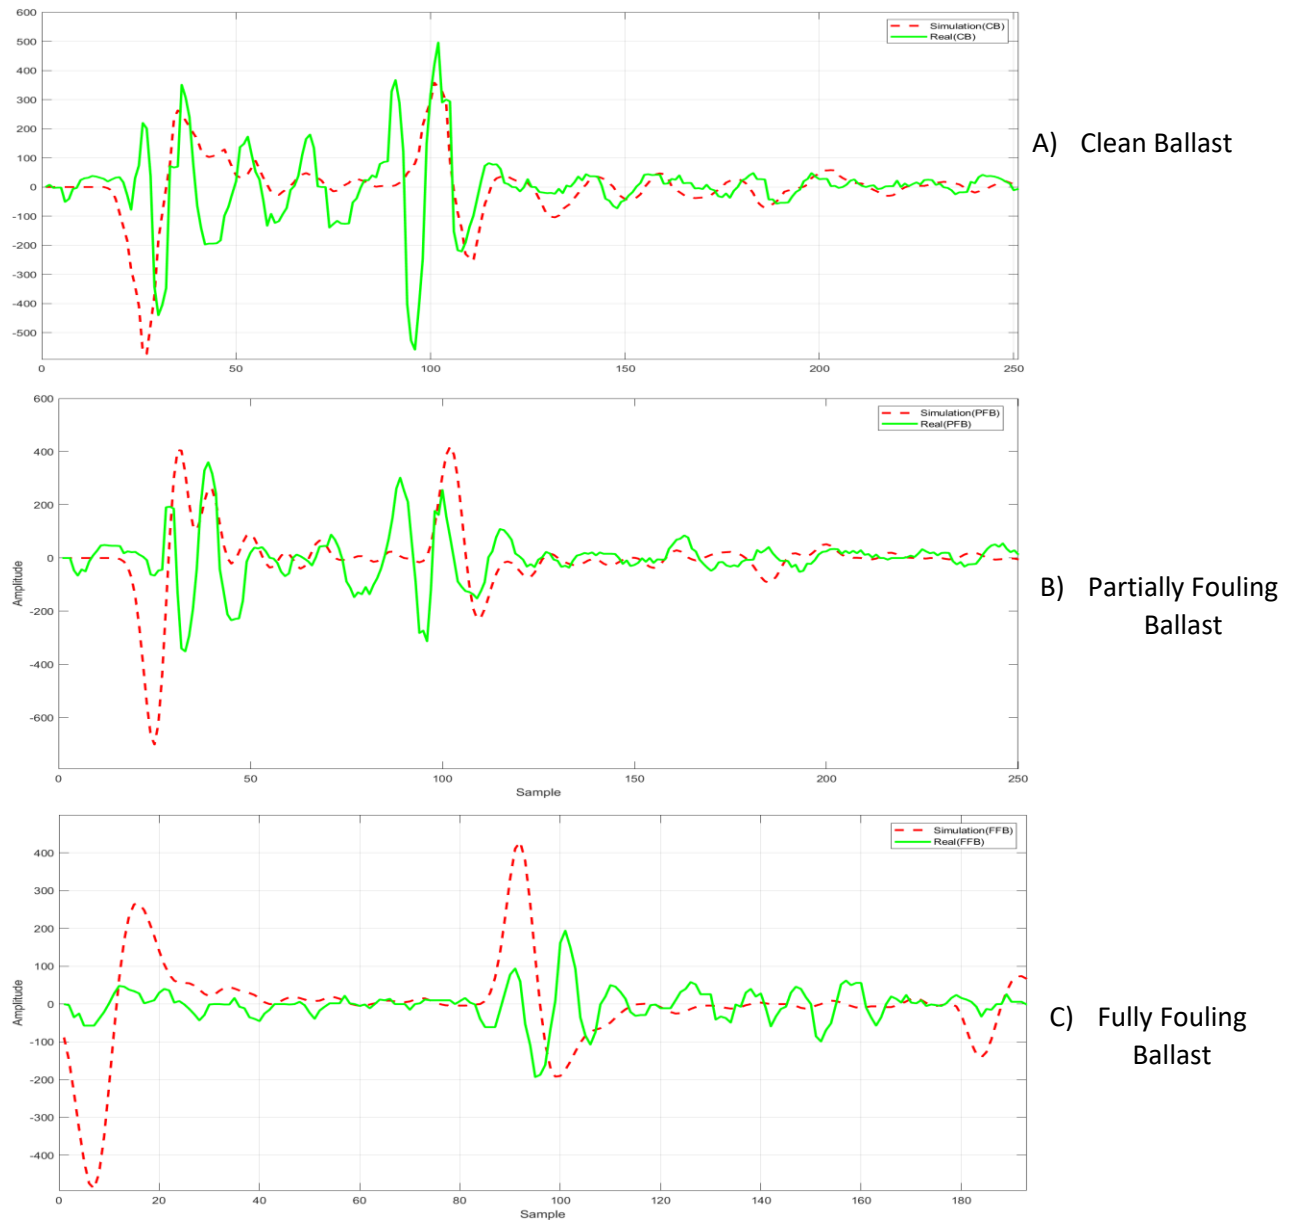 600
500
400
300
200
100
0
-100
-200
-300
-400
-500
0 50 100 150 200 250
Simulation(CB)
Real(CB)
A) Clean Ballast
600
400
200
0
-200
-400
-600
Amplitude
0 50 100 150 200 250
Sample
Simulation(PFB)
Real(PFB)
B) Partially Fouling
Ballast
400
300
200
100
0
-100
-200
-300
-400
Amplitude
0 20 40 60 80 100 120 140 160 180
Sample
Simulation(FFB)
Real(FFB)
C) Fully Fouling
Ballast